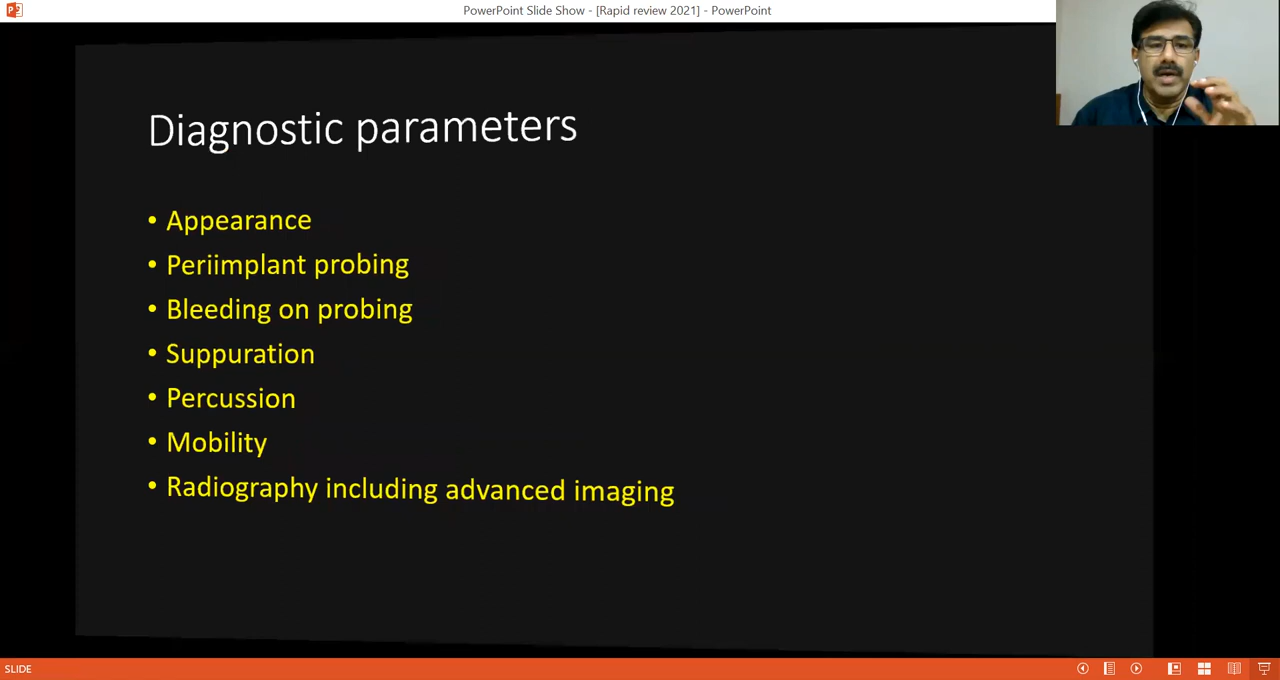 PowerPoint Slide Show - [Rapid review 2021] - PowerPoint
Diagnostic parameters
• Appearance
• Periimplant probing
• Bleeding on probing
• Suppuration
• Percussion
• Mobility
• Radiography including advanced imaging
SLIDE